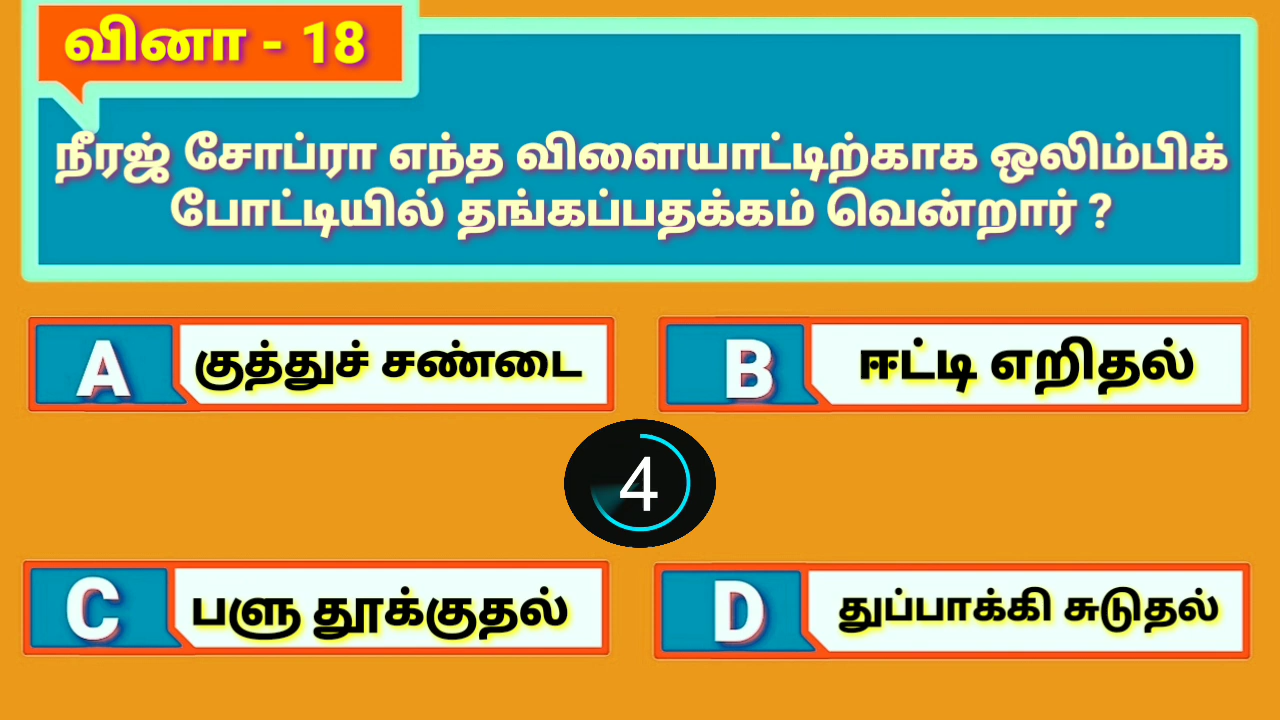 வினா - 18
நீரஜ் சோப்ரா எந்த விளையாட்டிற்காக ஒலிம்பிக்
போட்டியில் தங்கப்பதக்கம் வென்றார் ?
A குத்துச் சண்டை
B ஈட்டி எறிதல்
4
C பளு தூக்குதல்
D துப்பாக்கி சுடுதல்